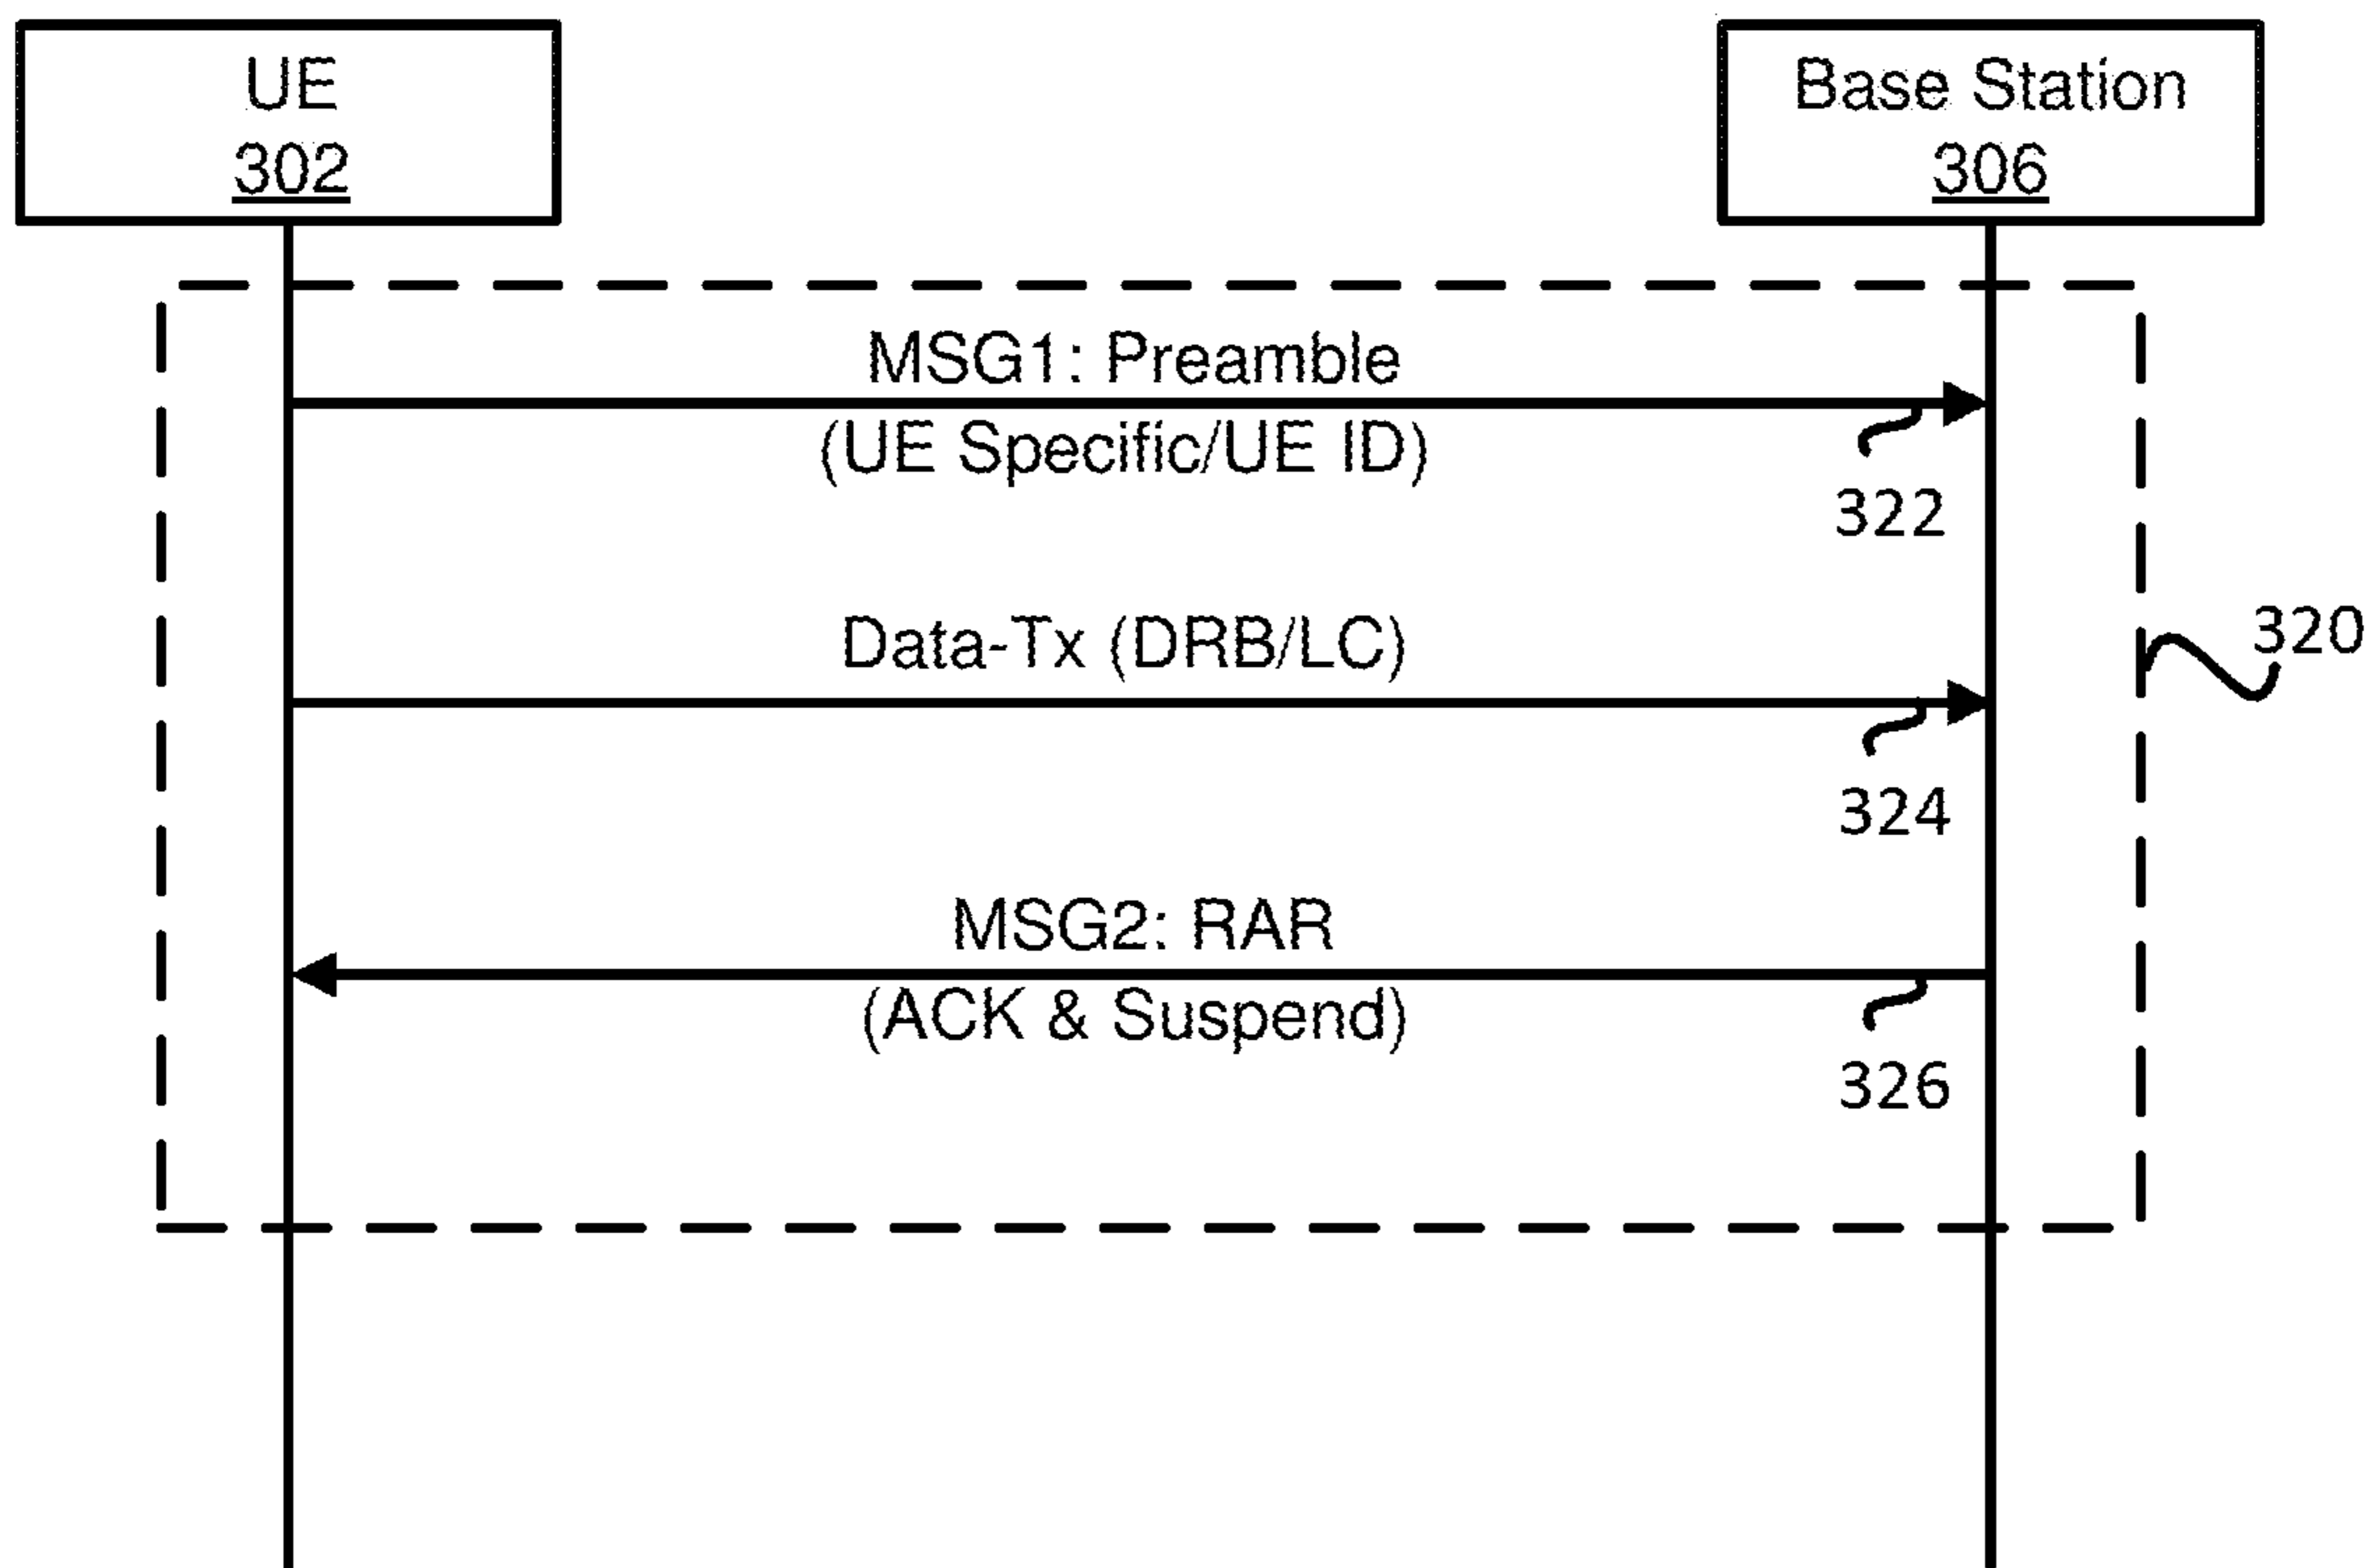 UE
302
Base Station
306
MSG1: Preamble
(UE Specific/UE ID)
322
Data-Tx (DRB/LC)
320
324
MSG2: RAR
(ACK & Suspend)
326